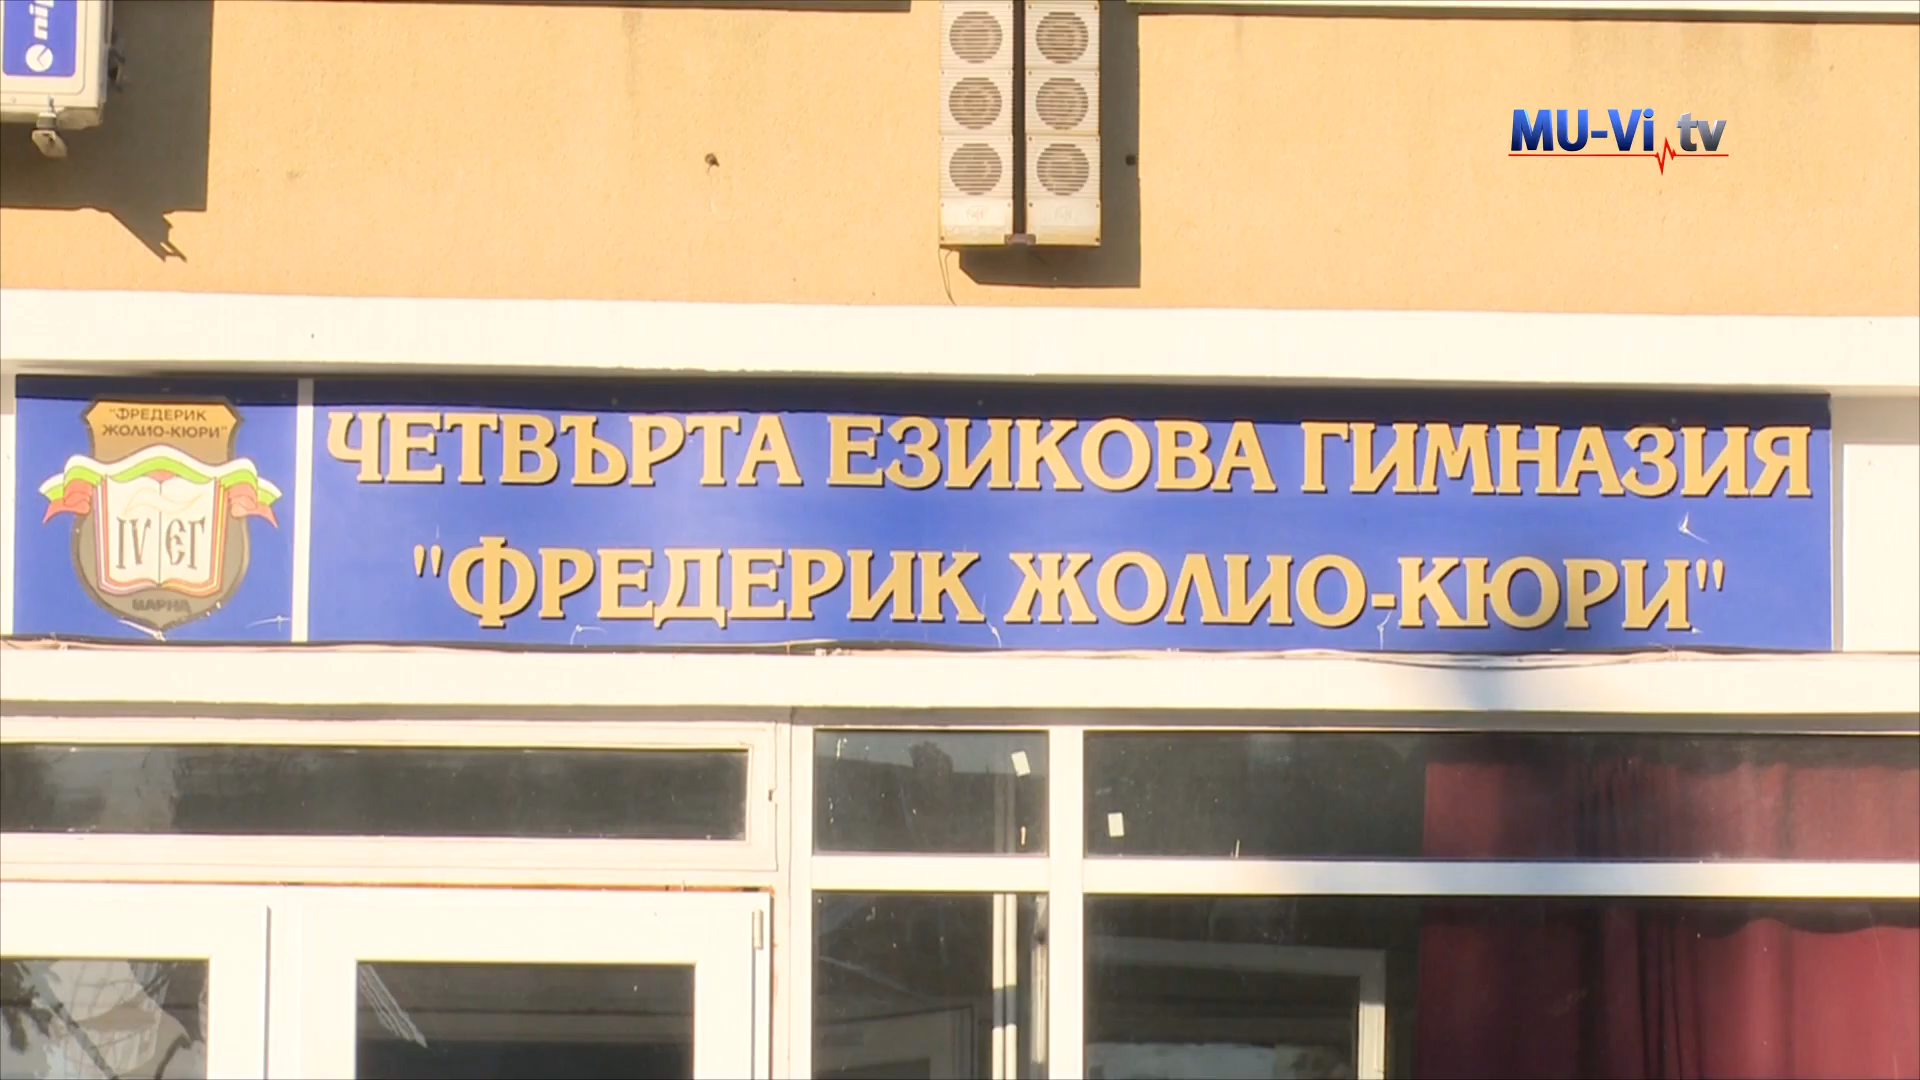 MU-Vi tv
"ФРЕДЕРИК
ЖОЛИО-КЮРИ"
IV ЕГ
ВАРНА
ЧЕТВЪРТА ЕЗИКОВА ГИМНАЗИЯ
"ФРЕДЕРИК ЖОЛИО-КЮРИ"